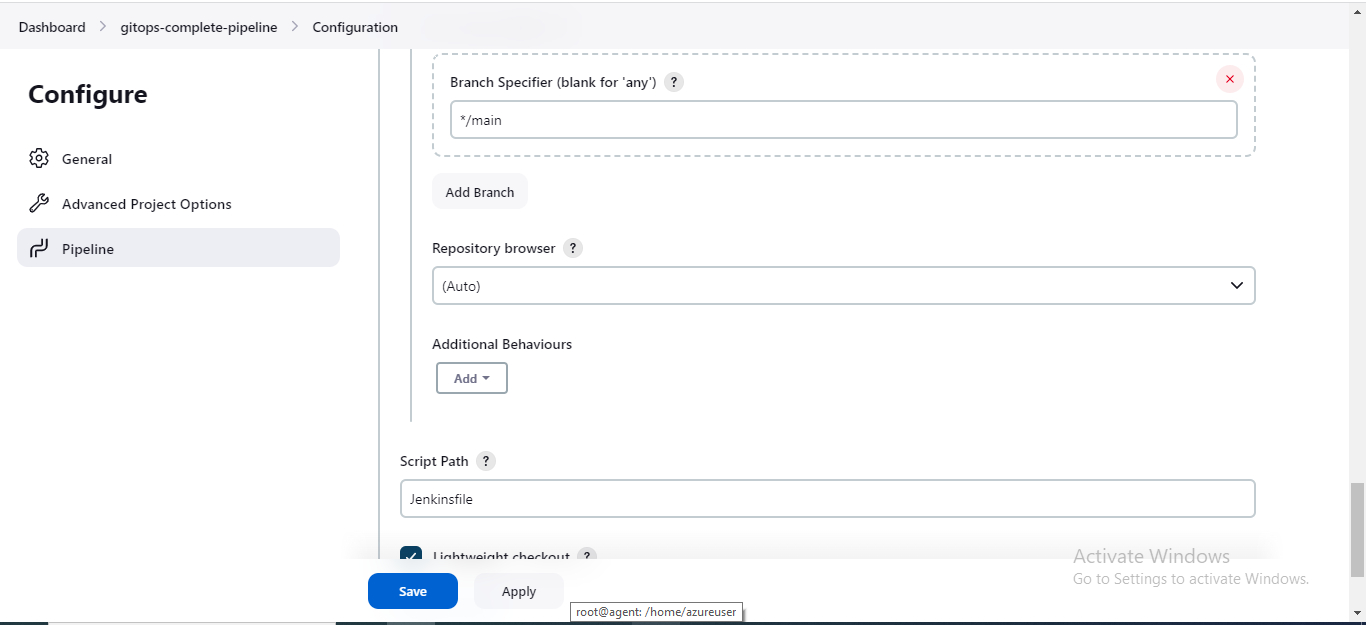 Dashboard > gitops-complete-pipeline > Configuration
Configure
General
Advanced Project Options
Pipeline
Branch Specifier (blank for 'any') ?
*/main
Add Branch
Repository browser ?
(Auto)
Additional Behaviours
Add
Script Path ?
Jenkinsfile
Lightweight checkout ?
Save
Apply
root@agent: /home/azureuser
Activate Windows
Go to Settings to activate Windows.